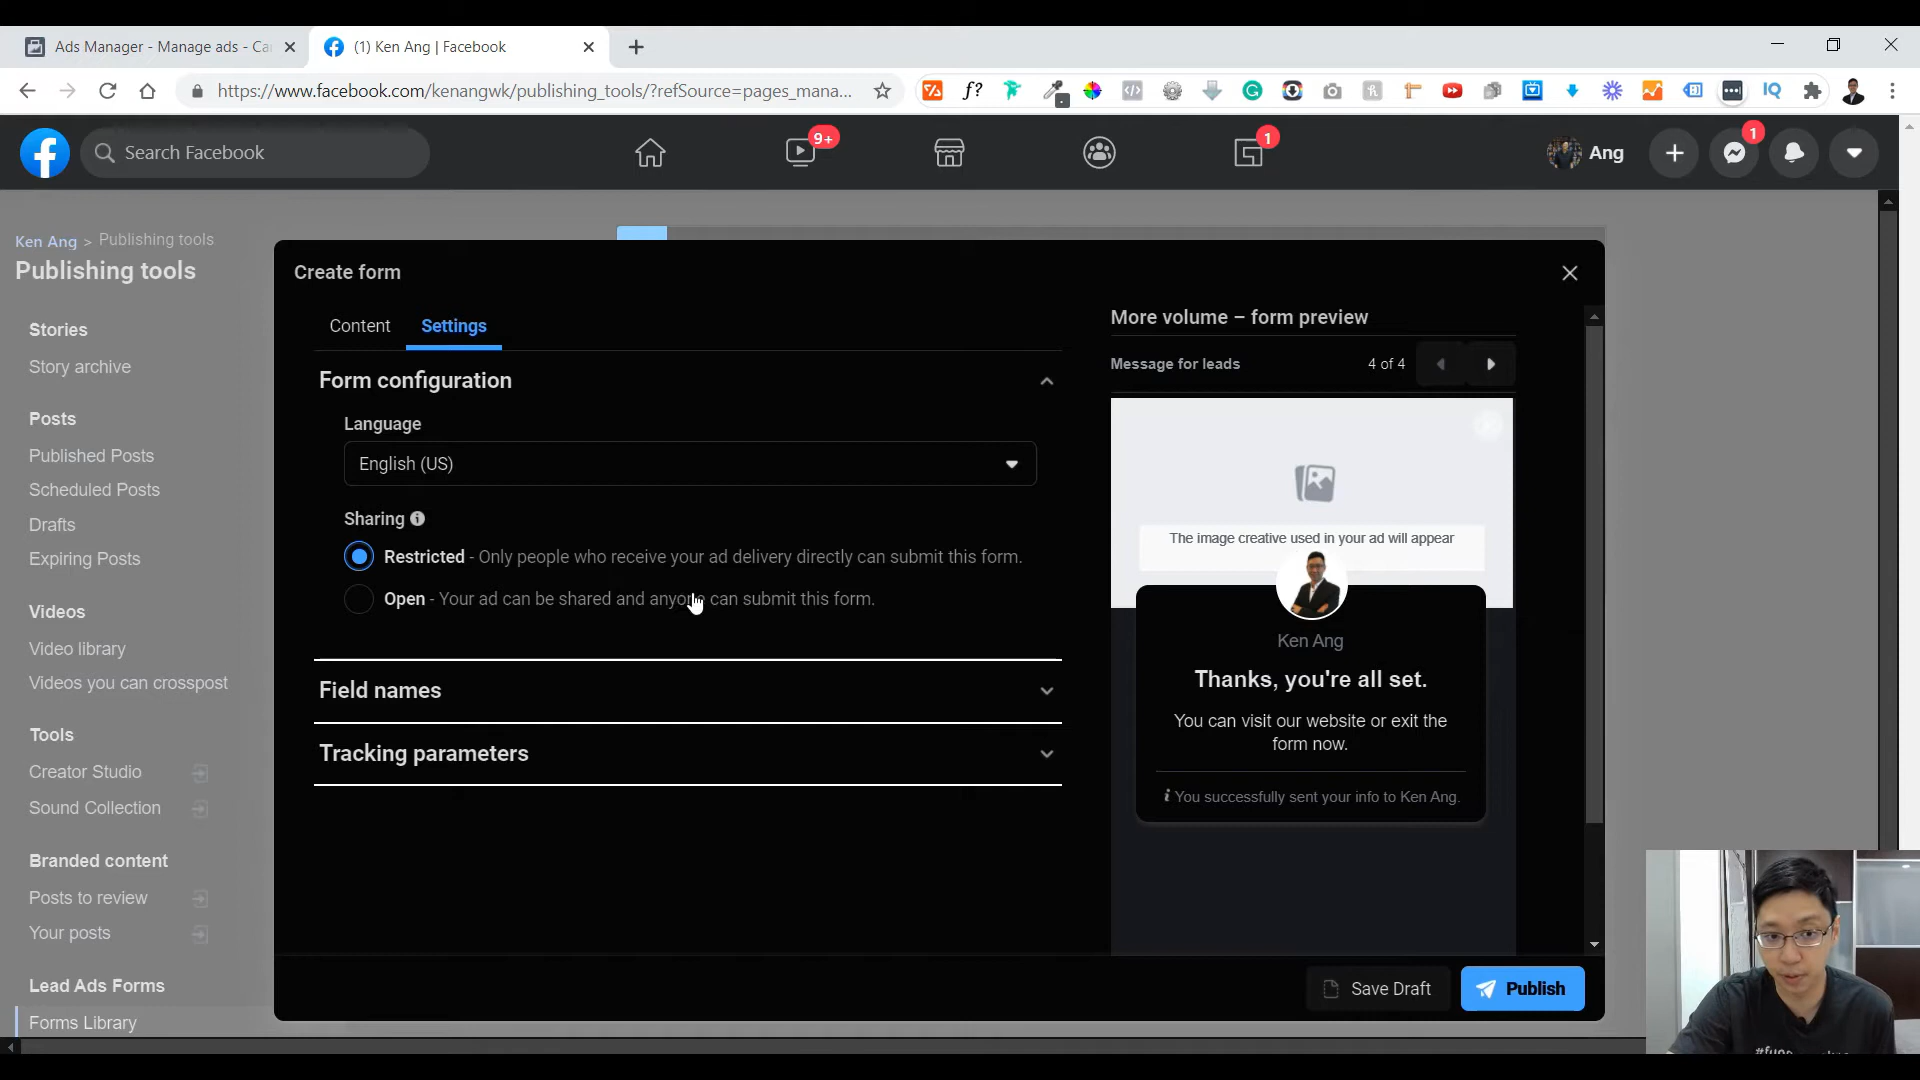 Ads Manager - Manage ads - Ca
(1) Ken Ang | Facebook
https://www.facebook.com/kenangwk/publishing_tools/?refSource=pages_mana...
f?
IQ
Search Facebook
9+
1
Ang
1
Ken Ang > Publishing tools
Publishing tools
Stories
Story archive
Posts
Published Posts
Scheduled Posts
Drafts
Expiring Posts
Videos
Video library
Videos you can crosspost
Tools
Creator Studio
Sound Collection
Branded content
Posts to review
Your posts
Lead Ads Forms
Forms Library
Create form
Content
Settings
Form configuration
Language
English (US)
Sharing
Restricted - Only people who receive your ad delivery directly can submit this form.
Open - Your ad can be shared and anyone can submit this form.
Field names
Tracking parameters
More volume – form preview
Message for leads
4 of 4
The image creative used in your ad will appear
Ken Ang
Thanks, you're all set.
You can visit our website or exit the
form now.
You successfully sent your info to Ken Ang.
Save Draft
Publish